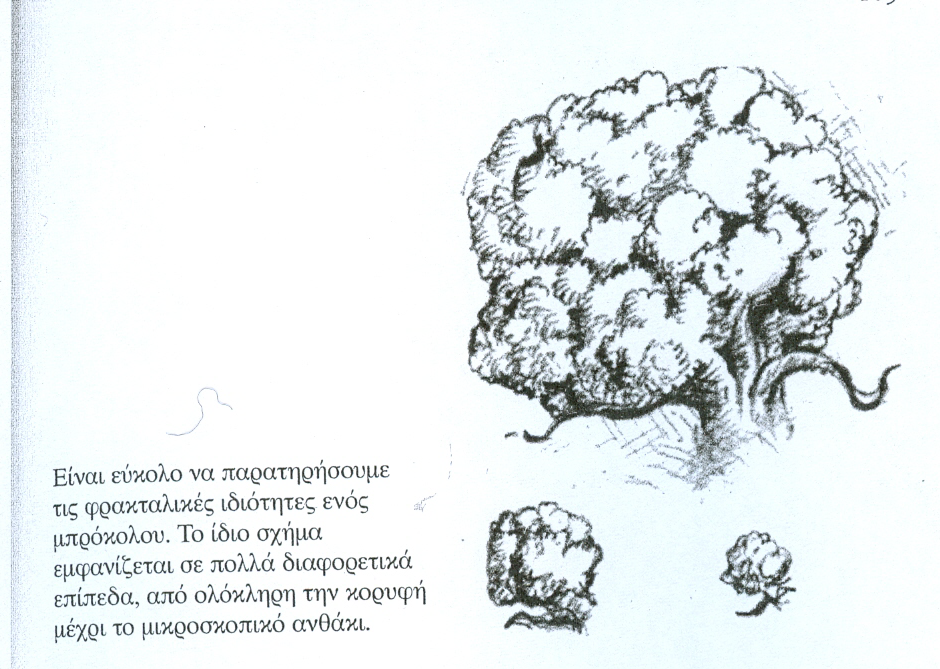 Είναι εύκολο να παρατηρήσουμε
τις φρακταλικές ιδιότητες ενός
μπρόκολου. Το ίδιο σχήμα
εμφανίζεται σε πολλά διαφορετικά
επίπεδα, από ολόκληρη την κορυφή
μέχρι το μικροσκοπικό ανθάκι.